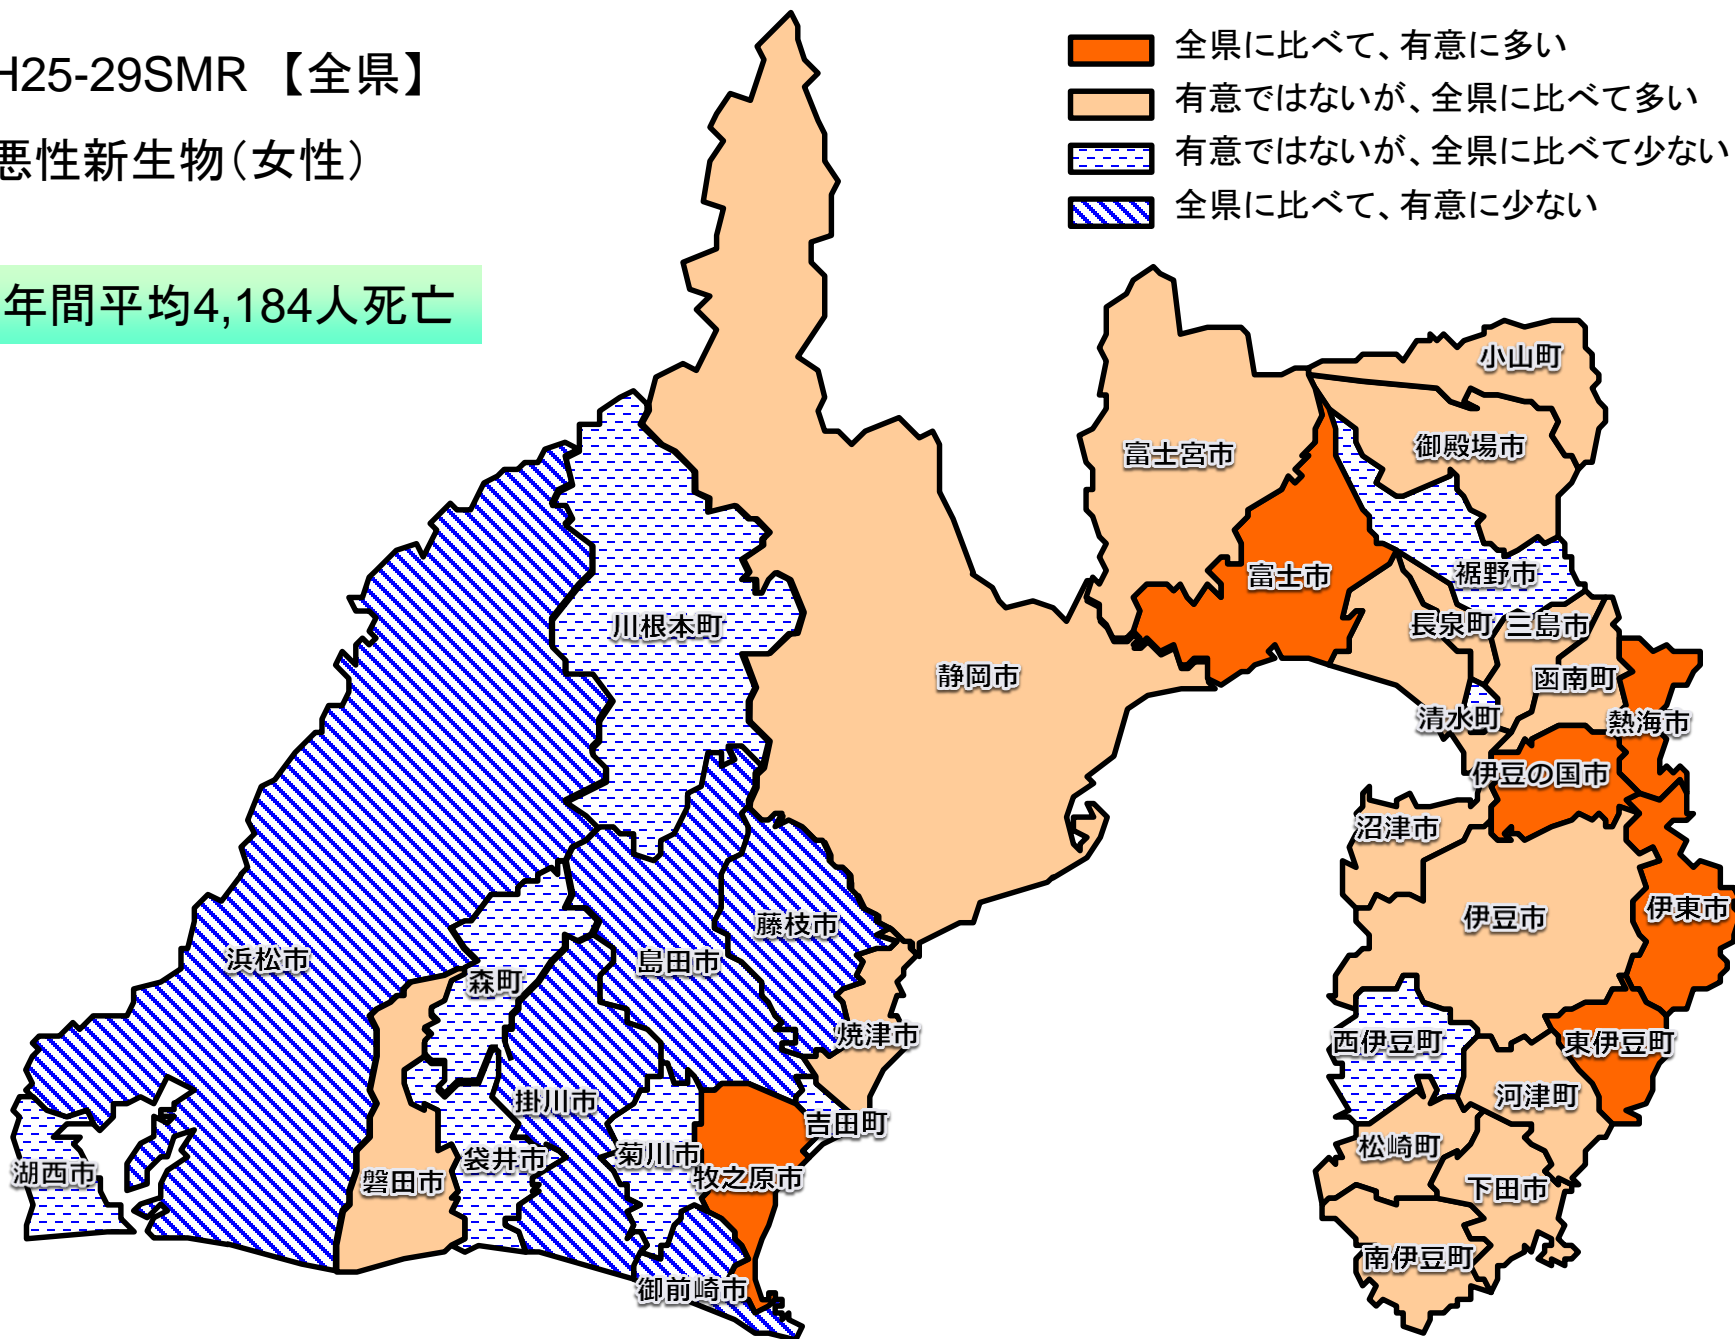 H25-29SMR【全県】
悪性新生物(女性)
年間平均4,184人死亡
全県に比べて、有意に多い
有意ではないが、全県に比べて多い
有意ではないが、全県に比べて少ない
全県に比べて、有意に少ない
小山町
御殿場市
富士宮市
富士市
裾野市
長泉町
三島市
函南町
川根本町
静岡市
清水町
熱海市
伊豆の国市
沼津市
伊豆市
伊東市
藤枝市
島田市
浜松市
森町
焼津市
西伊豆町
東伊豆町
河津町
掛川市
吉田町
松崎町
菊川市
袋井市
湖西市
磐田市
牧之原市
下田市
南伊豆町
御前崎市